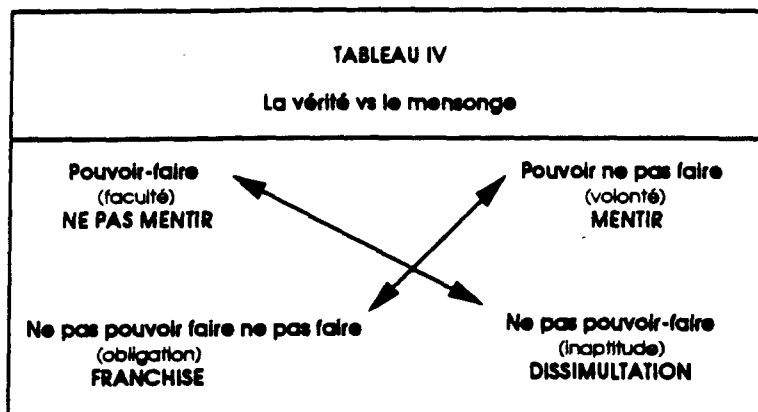 TABLEAU IV
La vérité vs le mensonge
Pouvoir-faire
(faculté)
NE PAS MENTIR
Pouvoir ne pas faire
(volonté)
MENTIR
Ne pas pouvoir faire ne pas faire
(obligation)
FRANCHISE
Ne pas pouvoir-faire
(inaptitude)
DISSIMULTATION